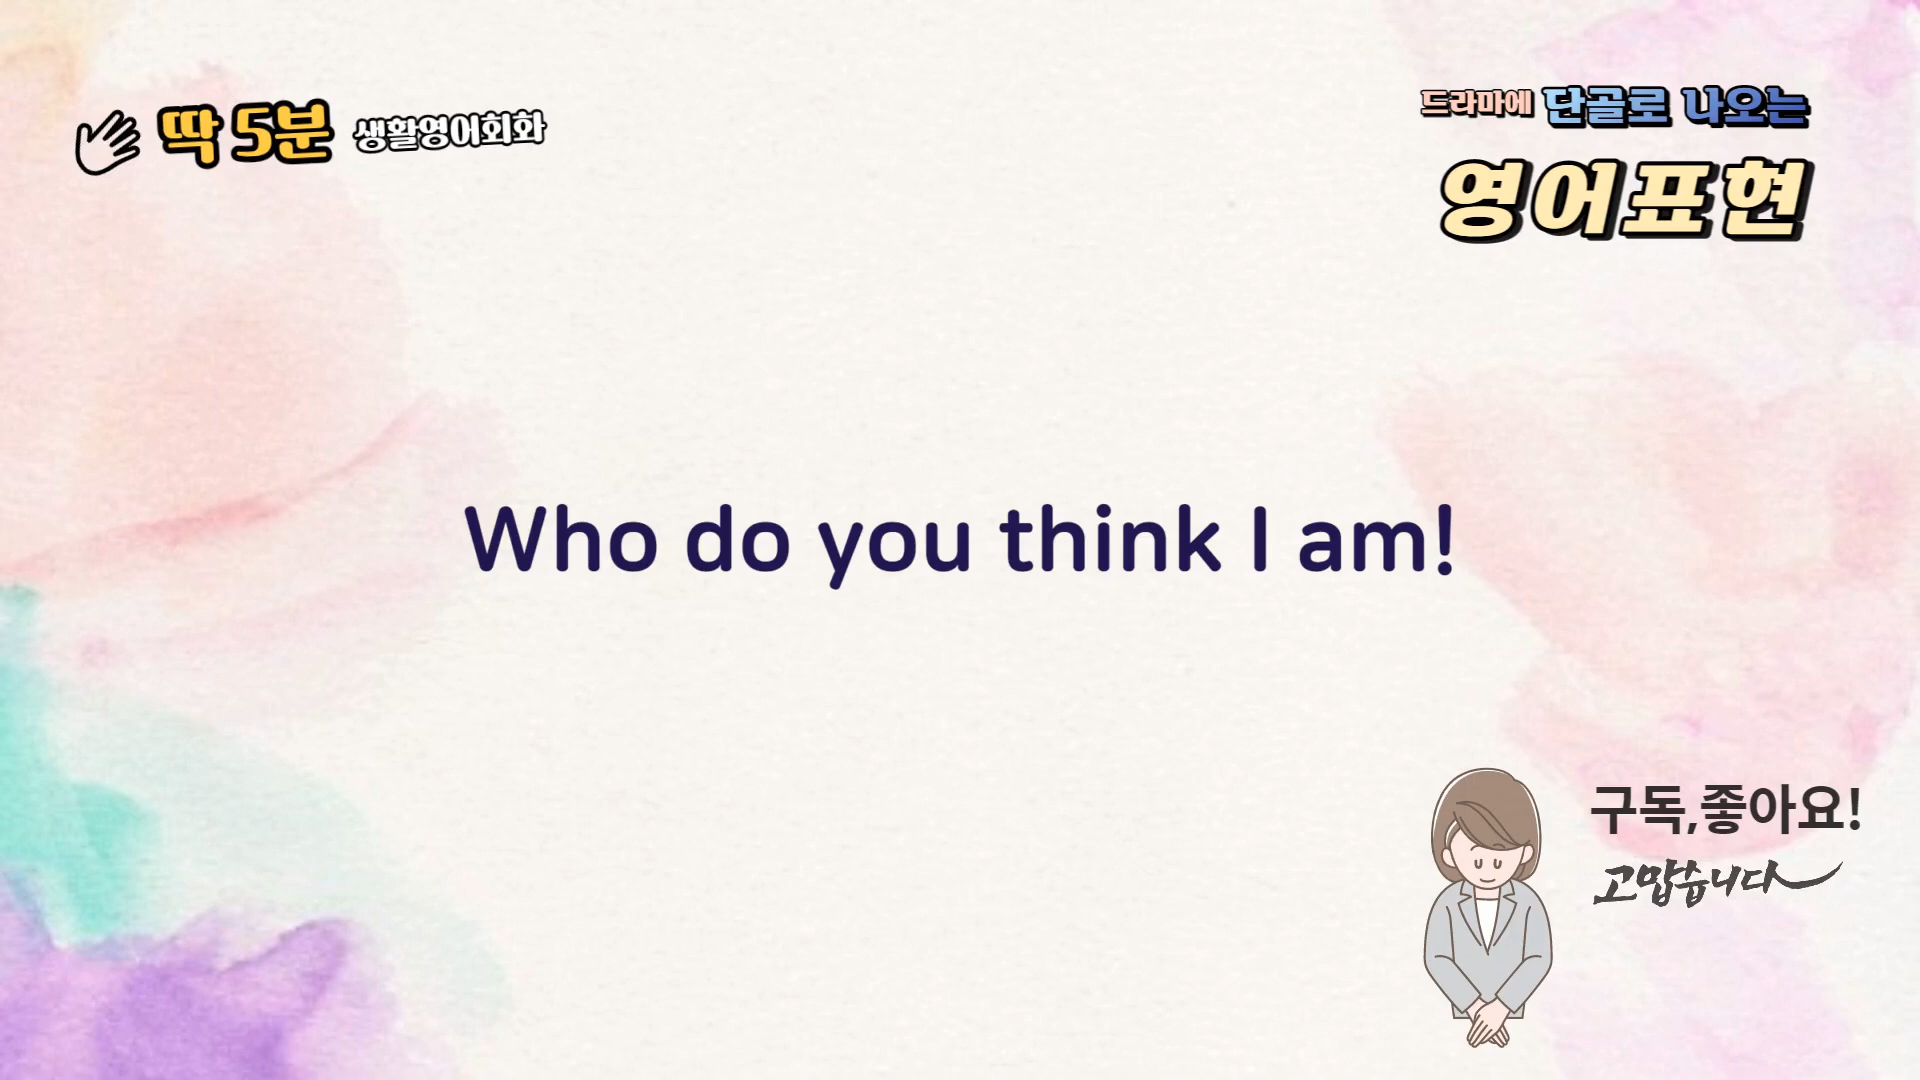 딱 5분 생활영어회화
드라마에 단골로 나오는
영어표현
Who do you think I am!
구독,좋아요!
고맙습니다